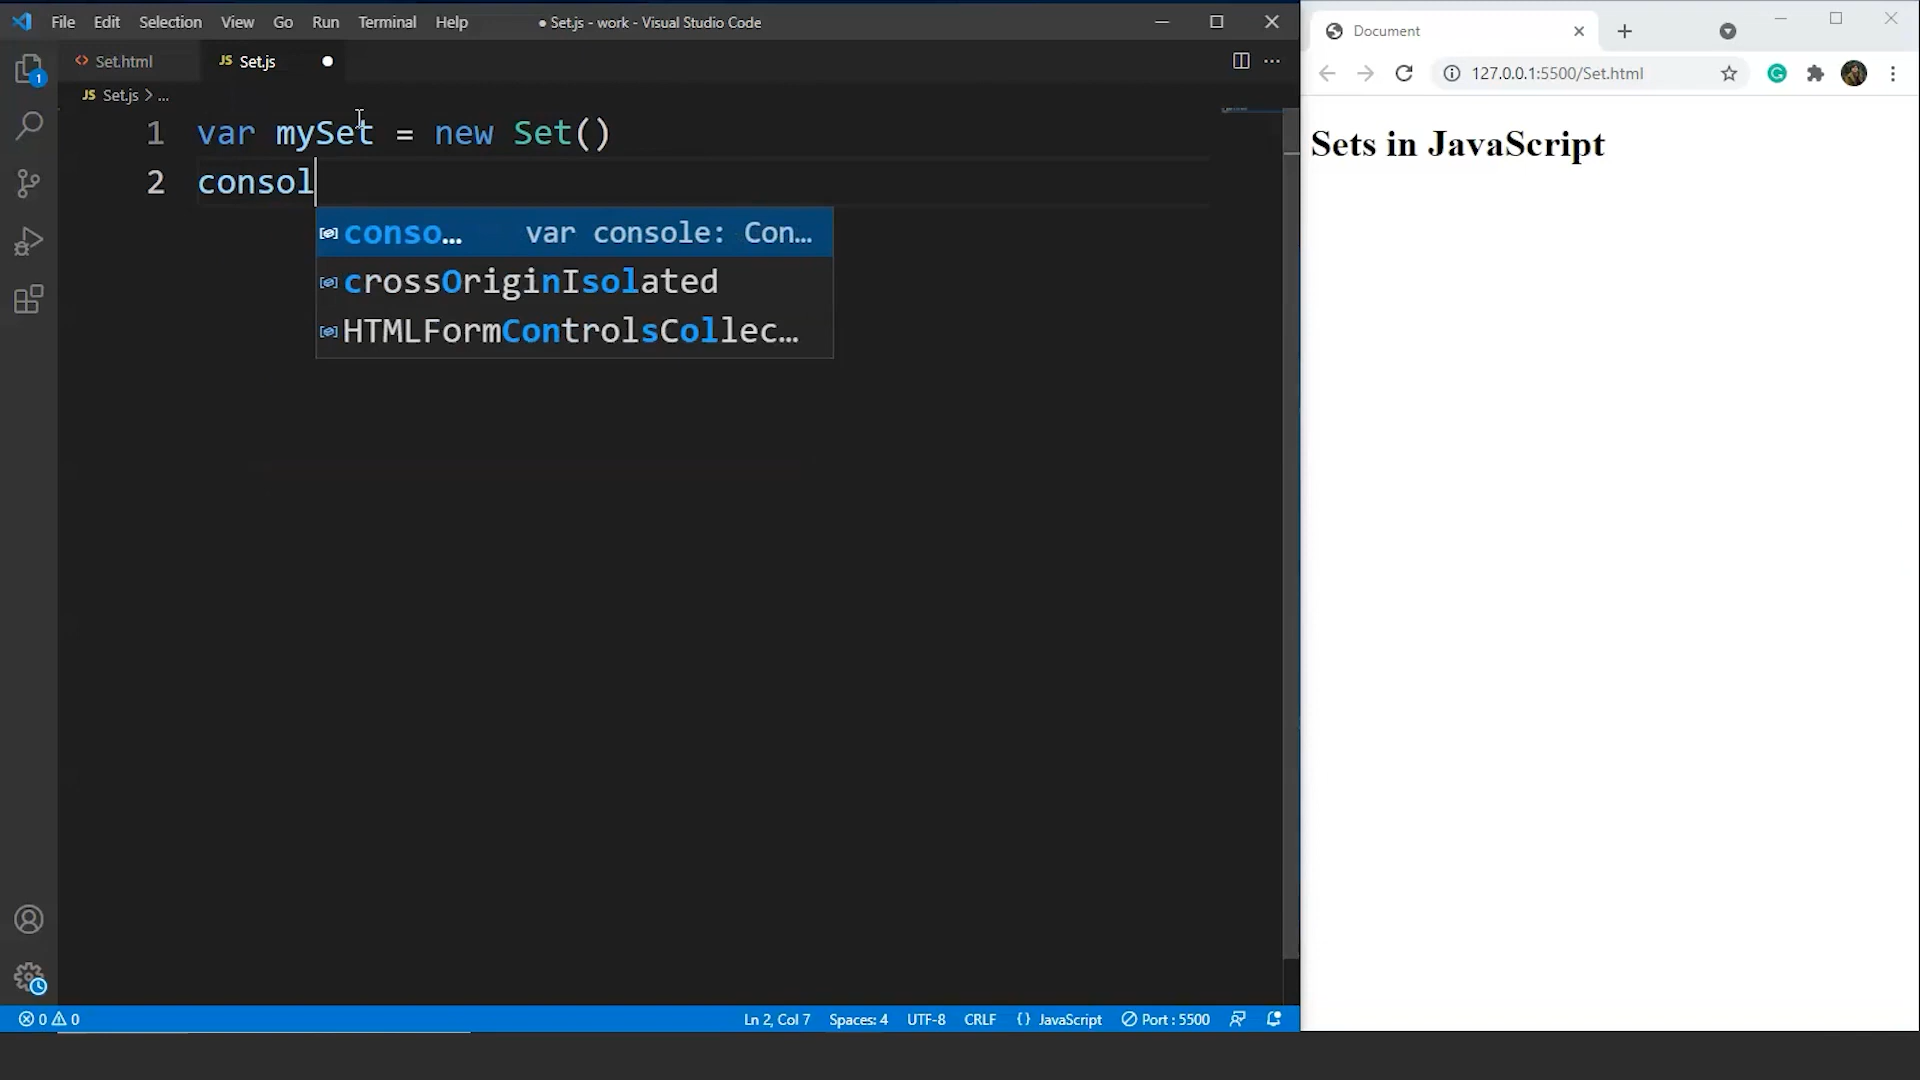 File Edit Selection View Go Run Terminal Help ● Set.js - work - Visual Studio Code
<> Set.html JS Set.js ●
JS Set.js > ...
1 var mySet = new Set()
2 consol
conso... var console: Con...
crossOriginIsolated
HTMLFormControlsCollec...
1
0 0 Ln 2, Col 7 Spaces: 4 UTF-8 CRLF {} JavaScript Port : 5500
Document
127.0.0.1:5500/Set.html
Sets in JavaScript